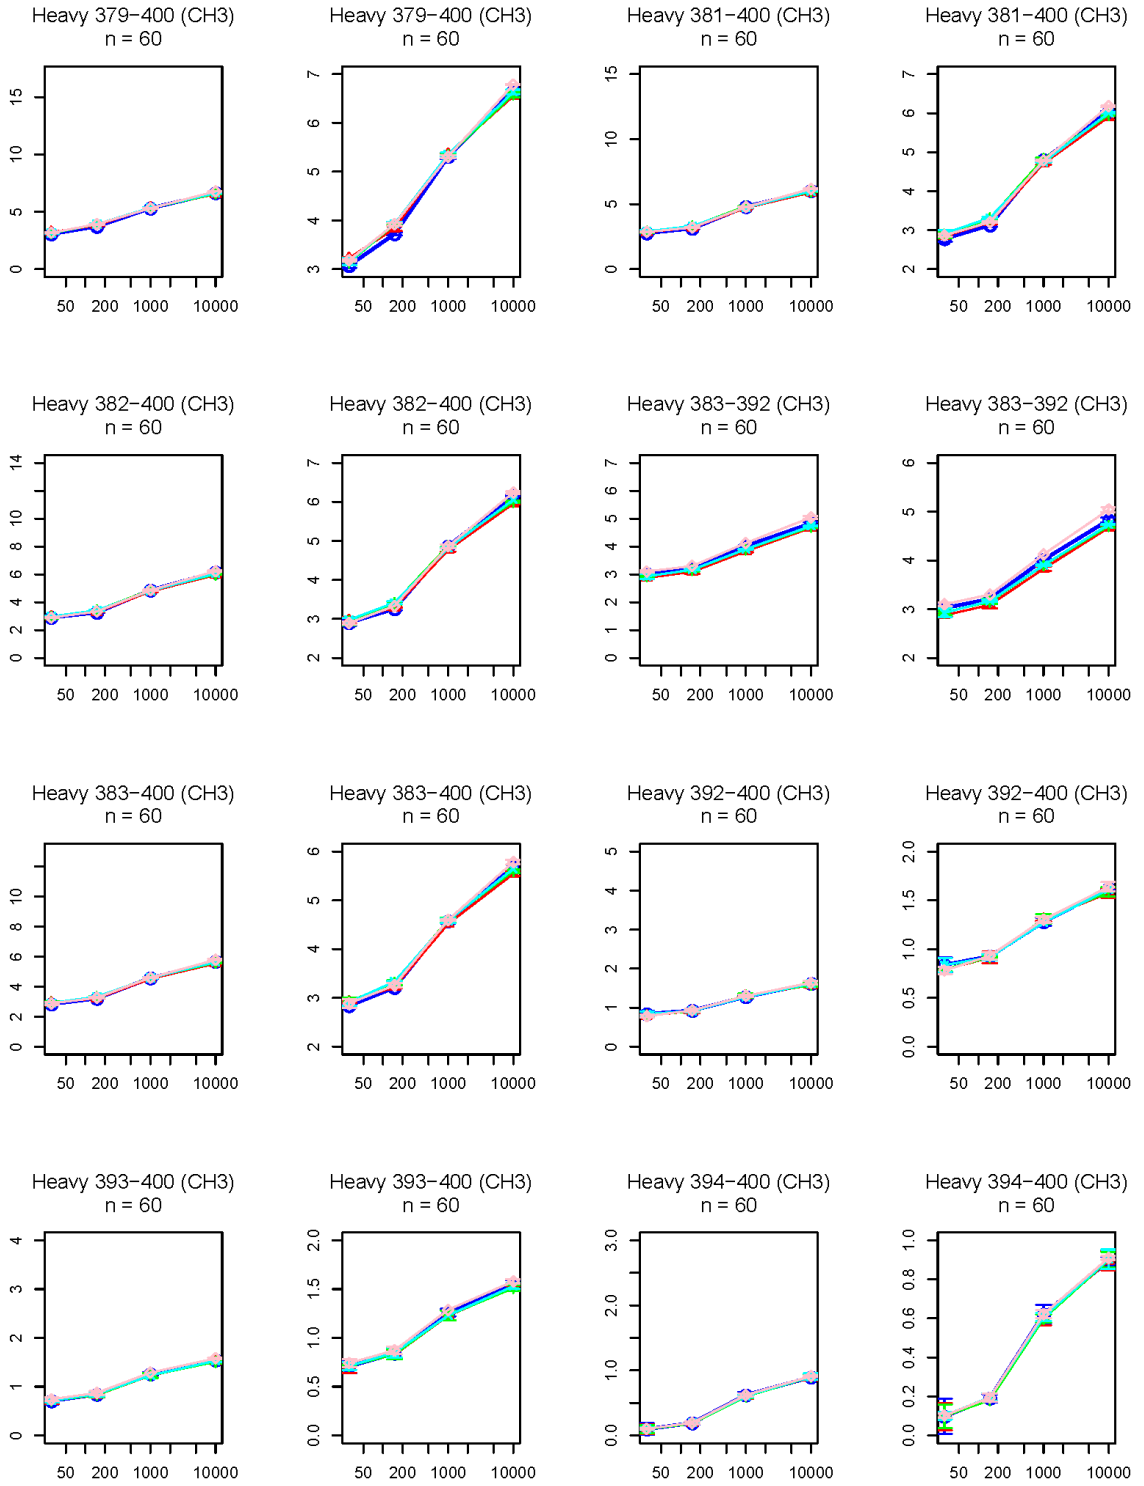 Heavy 379−400 (CH3) Heavy 379−400 (CH3) Heavy 381−400 (CH3) Heavy 381−400 (CH3)
n = 60 n = 60 n = 60 n = 60
15 7 15 7
10 6 10 6
5 5 5 5
0 4 0 4
3 3
2
50 200 1000 10000 50 200 1000 10000 50 200 1000 10000 50 200 1000 10000
Heavy 382−400 (CH3) Heavy 382−400 (CH3) Heavy 383−392 (CH3) Heavy 383−392 (CH3)
n = 60 n = 60 n = 60 n = 60
14 7 7 6
10 6 6 5
8 5 5 4
6 4 4 3
4 3 3 2
2 2 2
0 1
0
50 200 1000 10000 50 200 1000 10000 50 200 1000 10000 50 200 1000 10000
Heavy 383−400 (CH3) Heavy 383−400 (CH3) Heavy 392−400 (CH3) Heavy 392−400 (CH3)
n = 60 n = 60 n = 60 n = 60
10 6 5 2.0
8 5 4 1.5
6 4 3 1.0
4 3 2 0.5
2 2 1 0.0
0 0
50 200 1000 10000 50 200 1000 10000 50 200 1000 10000 50 200 1000 10000
Heavy 393−400 (CH3) Heavy 393−400 (CH3) Heavy 394−400 (CH3) Heavy 394−400 (CH3)
n = 60 n = 60 n = 60 n = 60
4 2.0 3.0 1.0
3 1.5 2.0 0.8
2 1.0 1.0 0.6
1 0.5 0.0 0.4
0 0.0 0.2
0.0
50 200 1000 10000 50 200 1000 10000 50 200 1000 10000 50 200 1000 10000